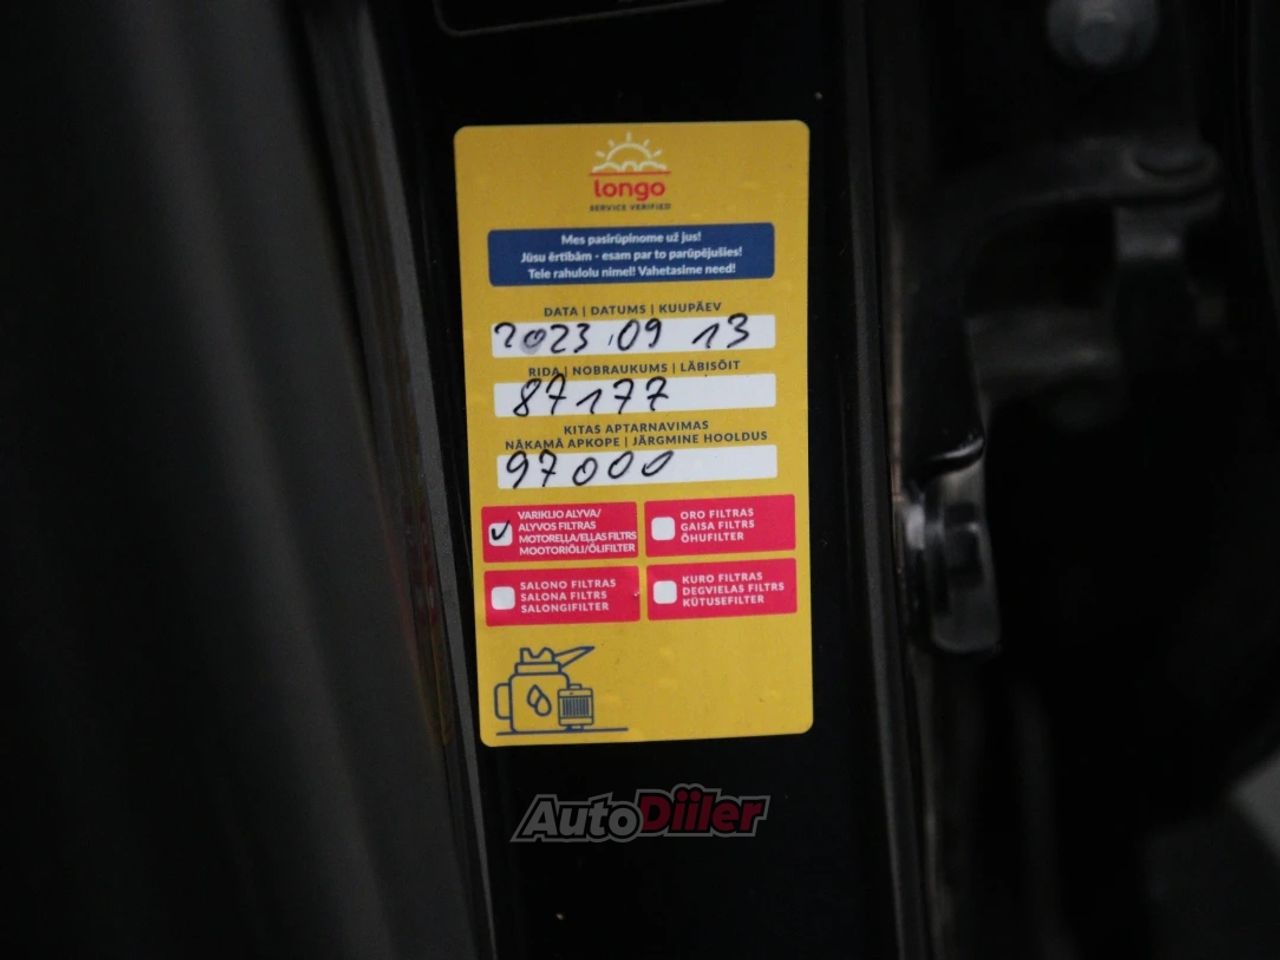 longo
SERVICE VERIFIED
Mes pasirūpinome už jus!
Jūsu ērtībām - esam par to parūpējušies!
Teie rahulolu nimel! Vahetasime need!
DATA | DATUMS | KUUPÄEV
2023 09 13
RIDA | NOBRAUKUMS | LÄBISÕIT
87177
KITAS APTARNAVIMAS
NĀKAMĀ APKOPE | JÄRGMINE HOOLDUS
97000
VARIKLIO ALYVA/
ALYVOS FILTRAS
MOTOREĻĻA/EĻĻAS FILTRS
MOOTORIÕLI/ÕLIFILTER
ORO FILTRAS
GAISA FILTRS
ÕHUFILTER
SALONO FILTRAS
SALONA FILTRS
SALONGIFILTER
KURO FILTRAS
DEGVIELAS FILTRS
KÜTUSEFILTER
AutoDiiler